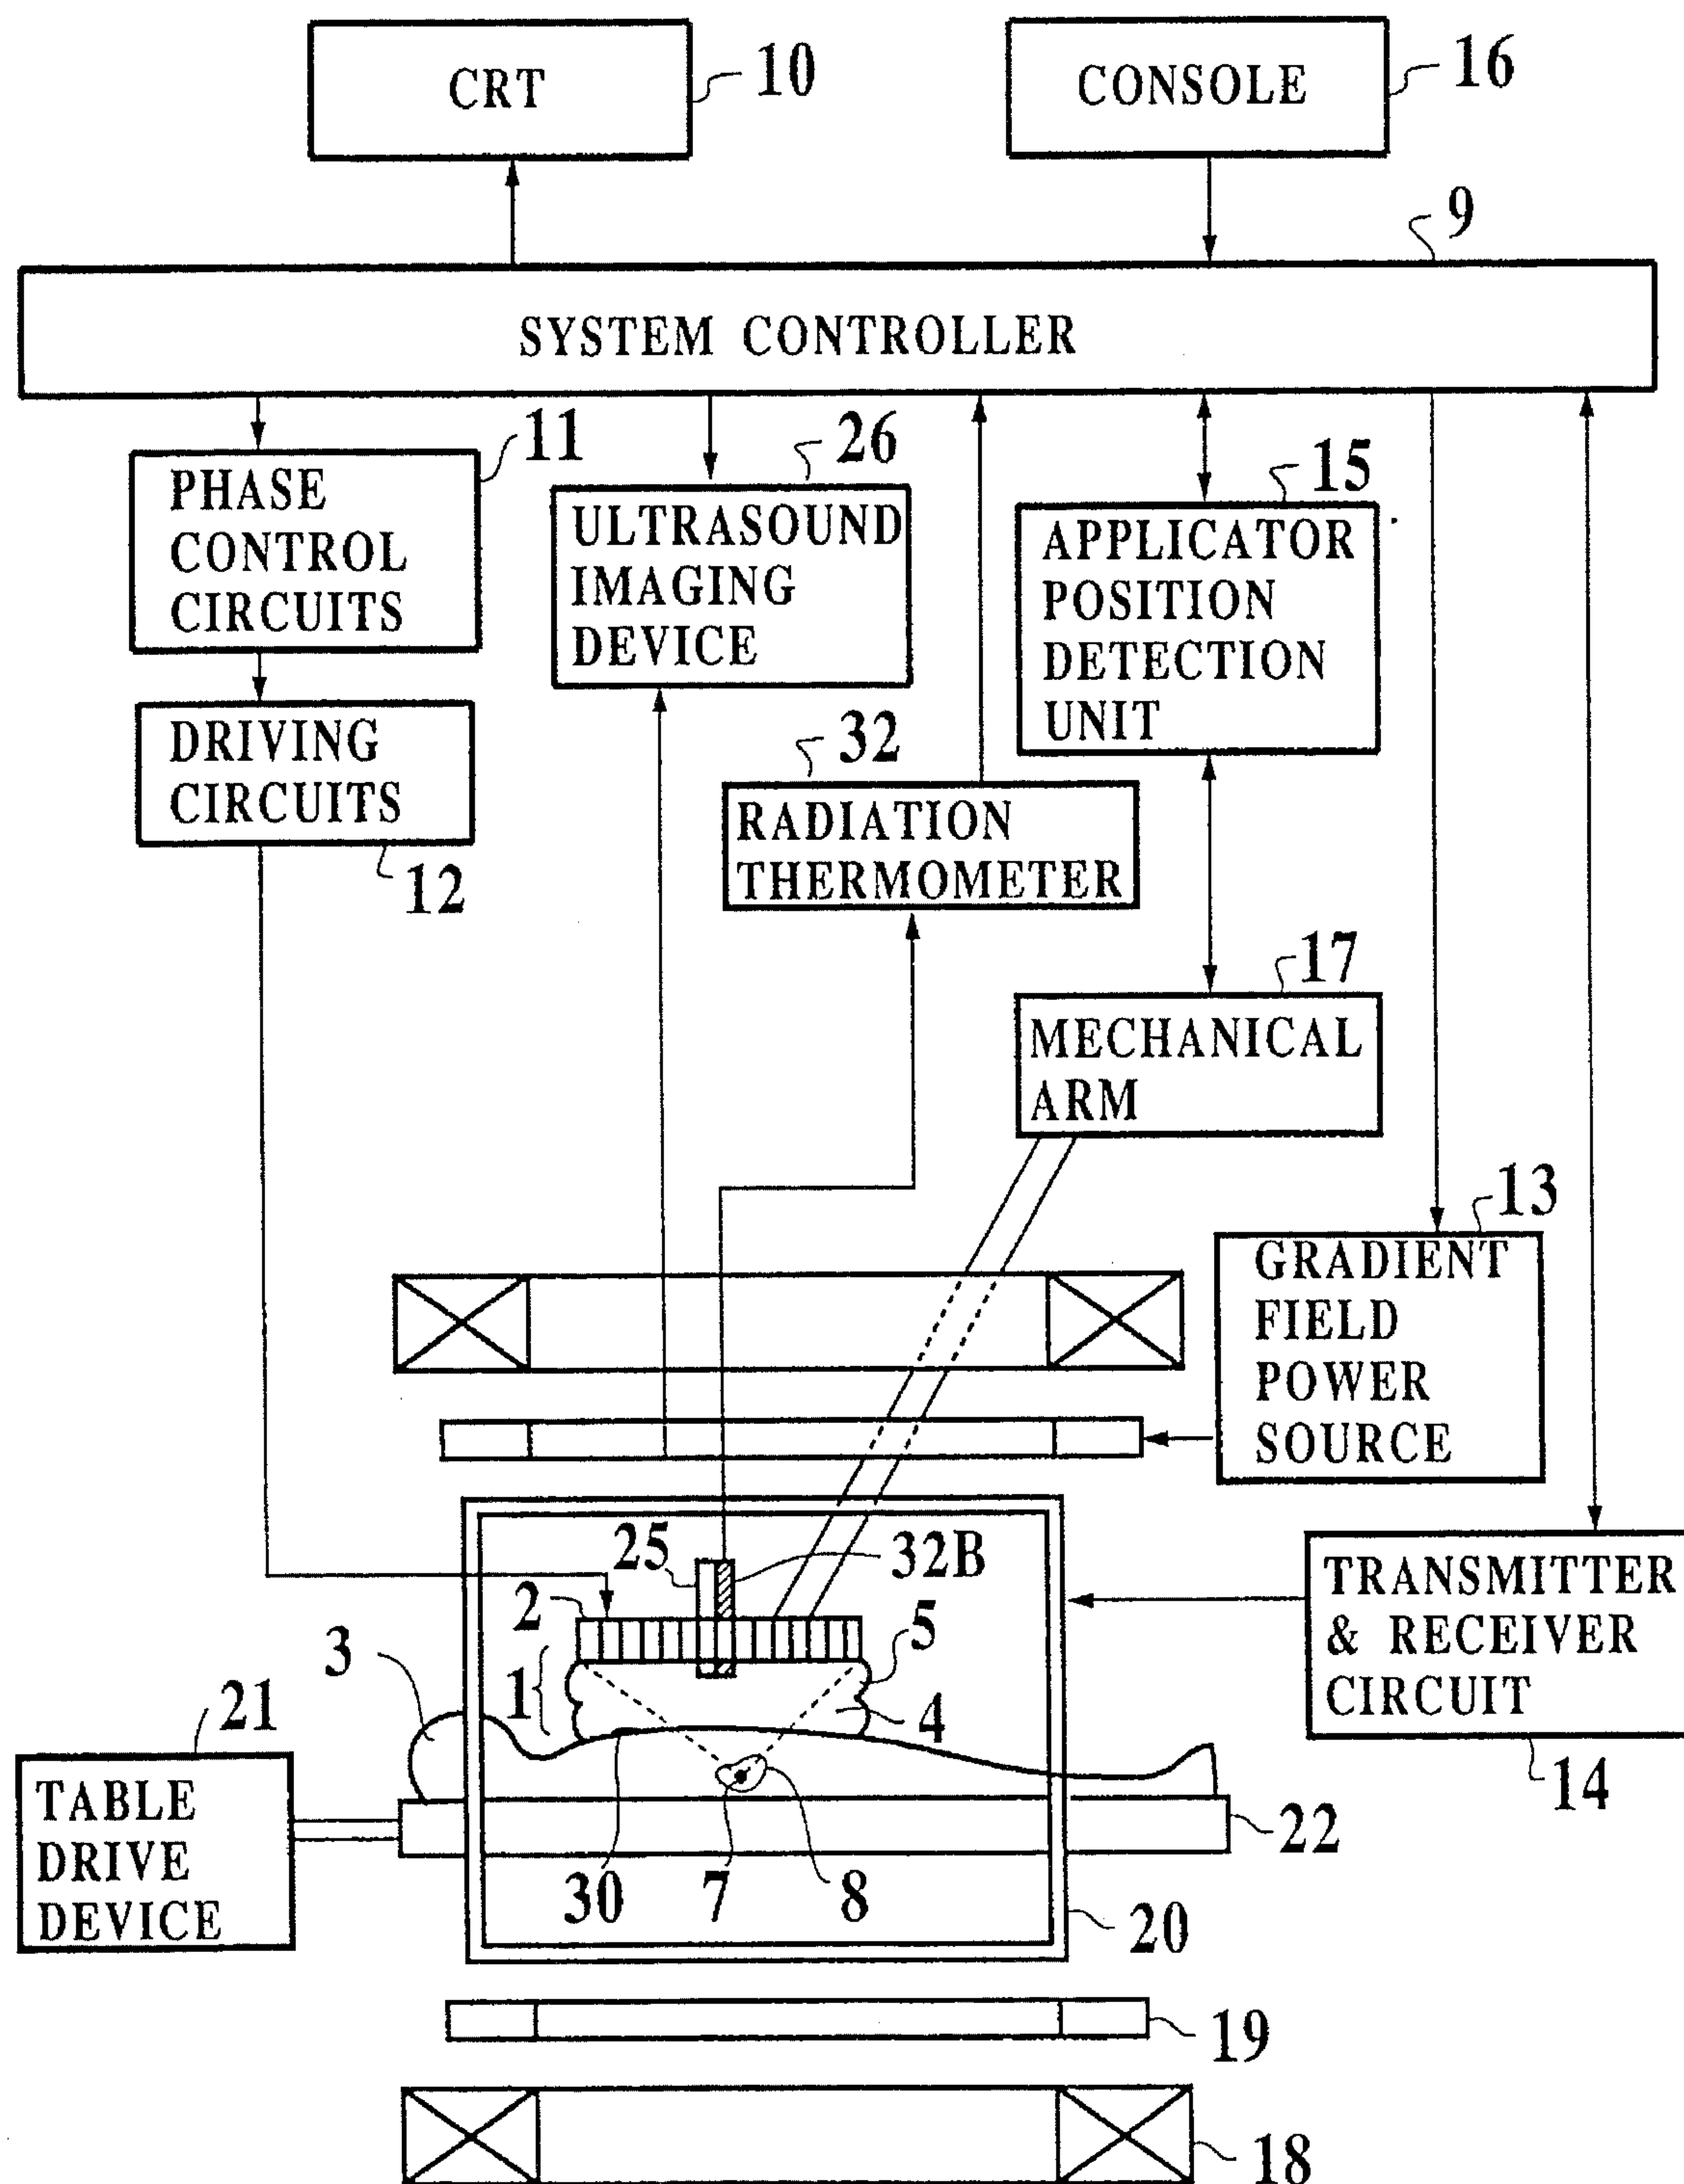 CRT
10
CONSOLE
16
9
SYSTEM CONTROLLER
11
PHASE
CONTROL
CIRCUITS
26
ULTRASOUND
IMAGING
DEVICE
15
APPLICATOR
POSITION
DETECTION
UNIT
DRIVING
CIRCUITS
12
32
RADIATION
THERMOMETER
17
MECHANICAL
ARM
13
GRADIENT
FIELD
POWER
SOURCE
25
32B
2
5
3
1
4
TRANSMITTER
& RECEIVER
CIRCUIT
14
21
TABLE
DRIVE
DEVICE
22
30
7
8
20
19
18